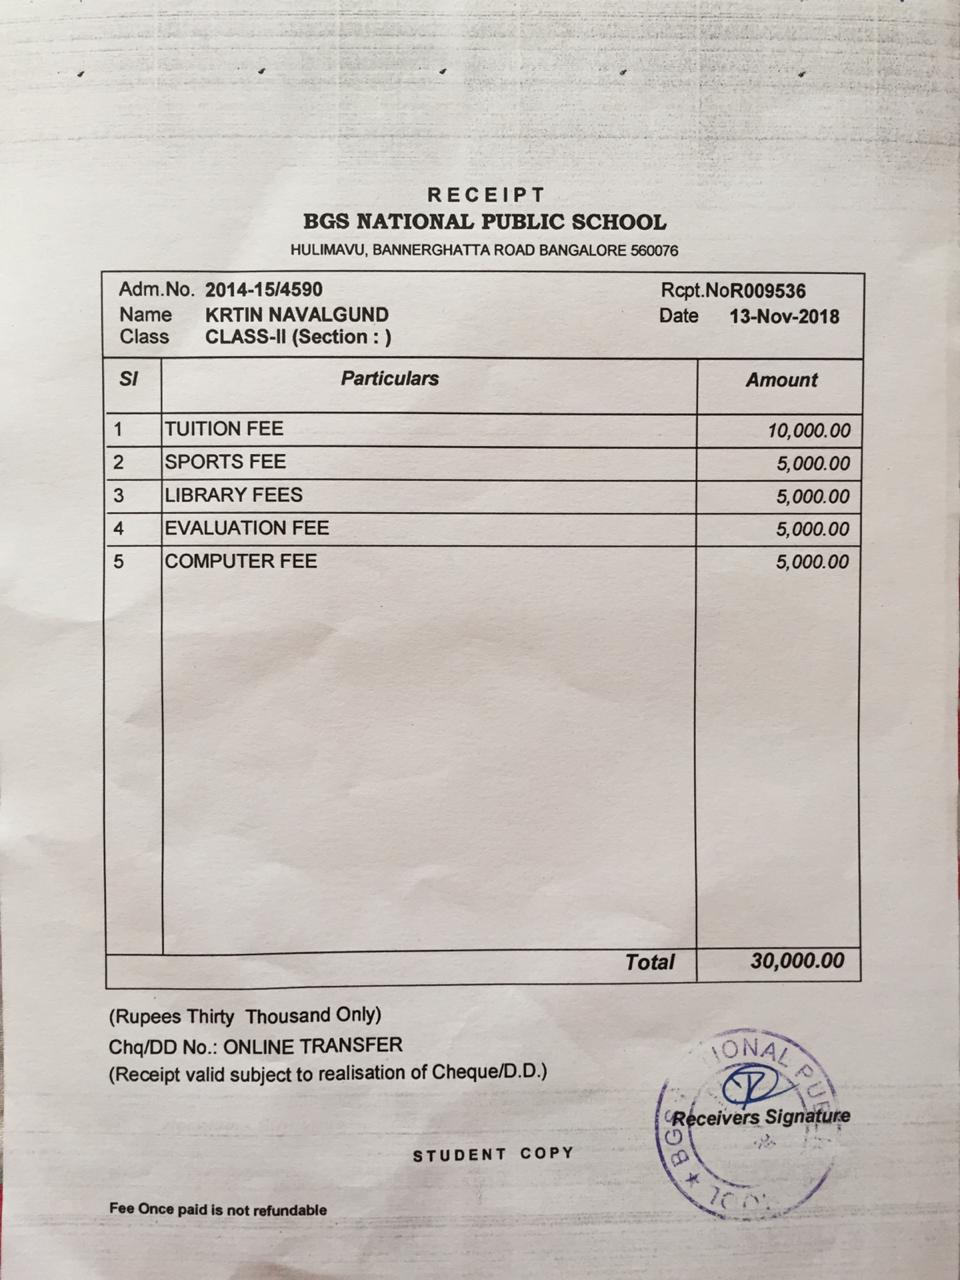 RECEIPT
BGS NATIONAL PUBLIC SCHOOL
HULIMAVU, BANNERGHATTA ROAD BANGALORE 560076
Adm.No. 2014-15/4590 Rcpt.NoR009536
Name KRTIN NAVALGUND Date 13-Nov-2018
Class CLASS-II (Section : )
Sl Particulars Amount
1 TUITION FEE 10,000.00
2 SPORTS FEE 5,000.00
3 LIBRARY FEES 5,000.00
4 EVALUATION FEE 5,000.00
5 COMPUTER FEE 5,000.00
Total 30,000.00
(Rupees Thirty Thousand Only)
Chq/DD No.: ONLINE TRANSFER
(Receipt valid subject to realisation of Cheque/D.D.)
Receivers Signature
STUDENT COPY
Fee Once paid is not refundable